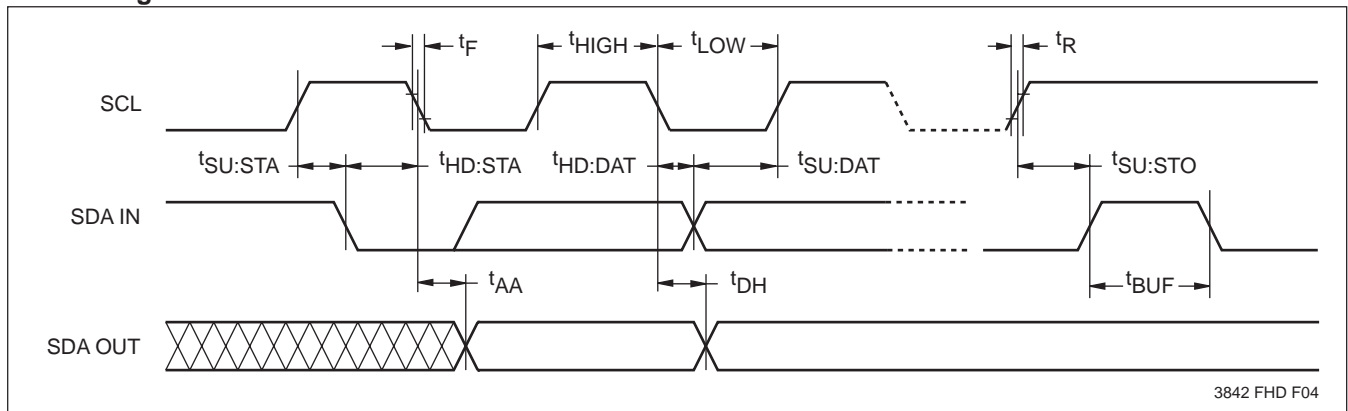 tF
tHIGH
tLOW
tR
SCL
tSU:STA
tHD:STA
tHD:DAT
tSU:DAT
tSU:STO
SDA IN
tAA
tDH
tBUF
SDA OUT
3842 FHD F04